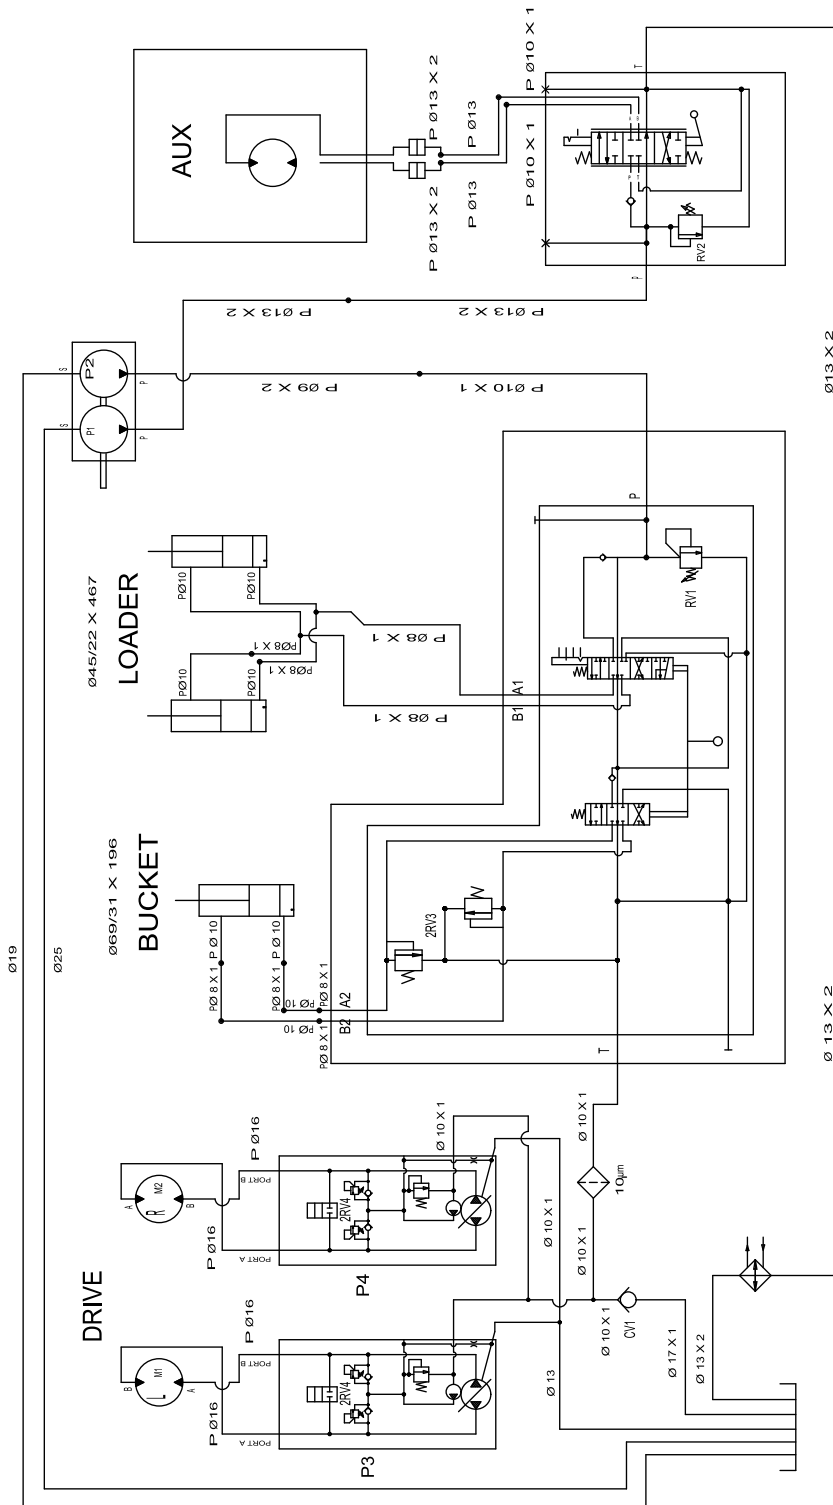 AUX
P Ø13 X 2
P Ø13 X 2
P Ø13
P Ø13
P Ø10 X 1
P Ø10 X 1
T
P
RV2
P Ø13 X 2
P Ø13 X 2
Ø13 X 2
S
S
P2
P1
P
P
P Ø9 X 2
P Ø10 X 1
P
Ø45/22 X 467
LOADER
PØ10
PØ10
PØ10
PØ10
PØ8 X 1
PØ8 X 1
P Ø8 X 1
P Ø8 X 1
B1
A1
RV1
Ø69/31 X 196
BUCKET
Ø19
Ø25
PØ 8 X 1
P Ø 10
PØ 8 X 1
P Ø 10
PØ 10
PØ 10
PØ 8 X 1
PØ 8 X 1
A2
B2
2RV3
T
Ø 13 X 2
DRIVE
A
B
R
M2
P Ø16
P Ø16
PORT B
PORT A
2RV4
P4
Ø 10 X 1
Ø 10 X 1
Ø 10 X 1
Ø 10 X 1
10µm
B
A
L
M1
P Ø16
P Ø16
PORT B
PORT A
2RV4
P3
Ø 13
Ø 10 X 1
CV1
Ø 17 X 1
Ø 13 X 2